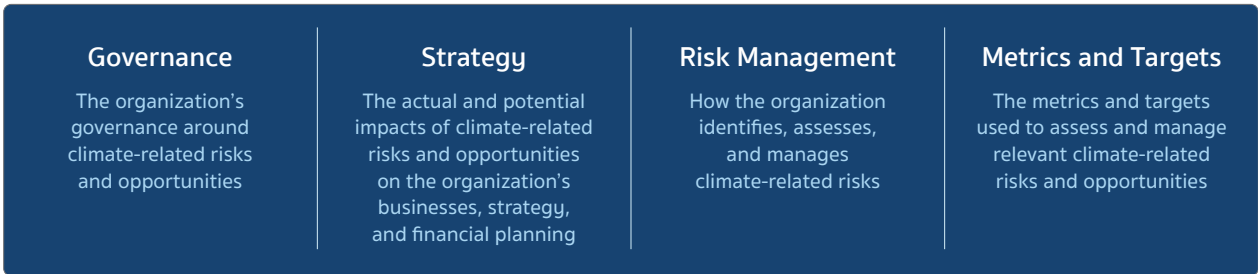 Governance
The organization's
governance around
climate-related risks
and opportunities
Strategy
The actual and potential
impacts of climate-related
risks and opportunities
on the organization's
businesses, strategy,
and financial planning
Risk Management
How the organization
identifies, assesses,
and manages
climate-related risks
Metrics and Targets
The metrics and targets
used to assess and manage
relevant climate-related
risks and opportunities